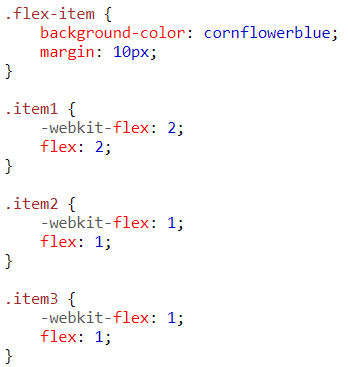 .flex-item {
    background-color: cornflowerblue;
    margin: 10px;
}

.item1 {
    -webkit-flex: 2;
    flex: 2;
}

.item2 {
    -webkit-flex: 1;
    flex: 1;
}

.item3 {
    -webkit-flex: 1;
    flex: 1;
}